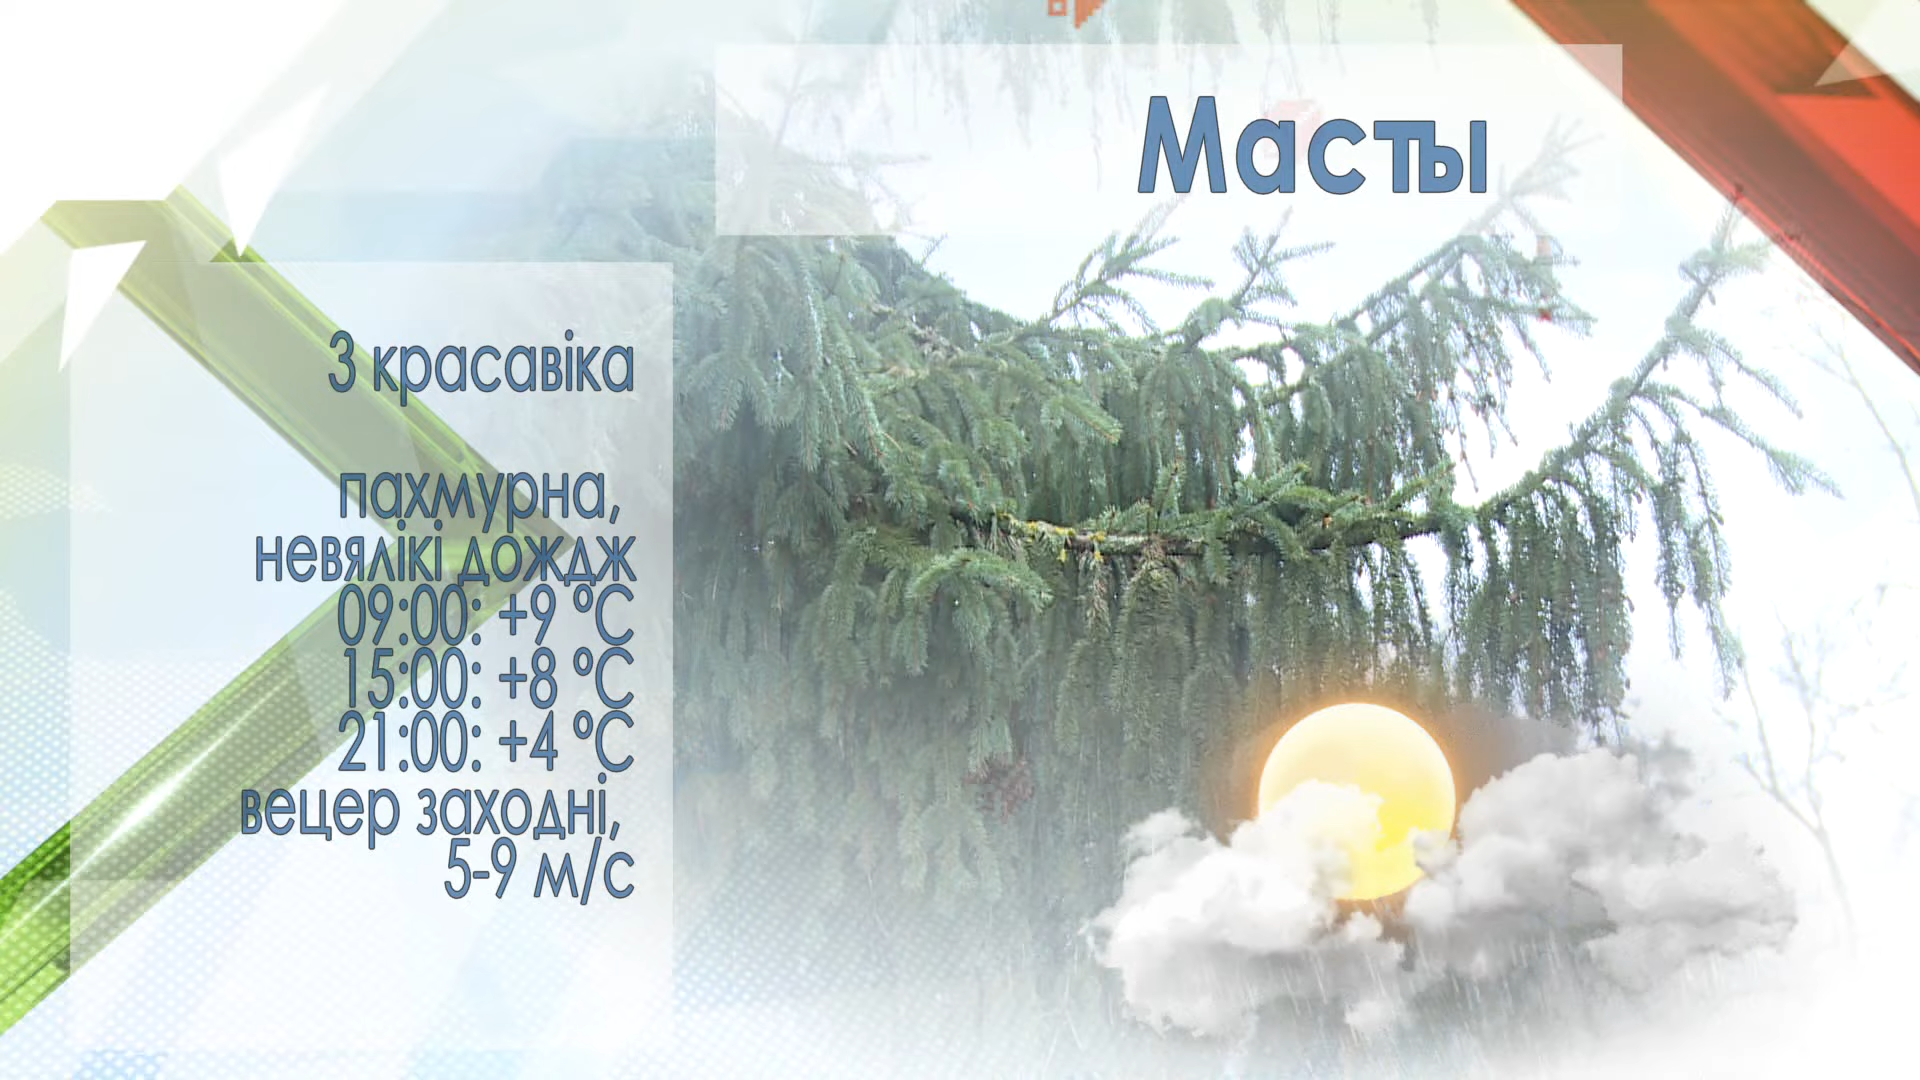 Масты
3 красавіка
пахмурна,
невялікі дождж
09:00: +9 °C
15:00: +8 °C
21:00: +4 °C
вецер заходні,
5-9 м/с